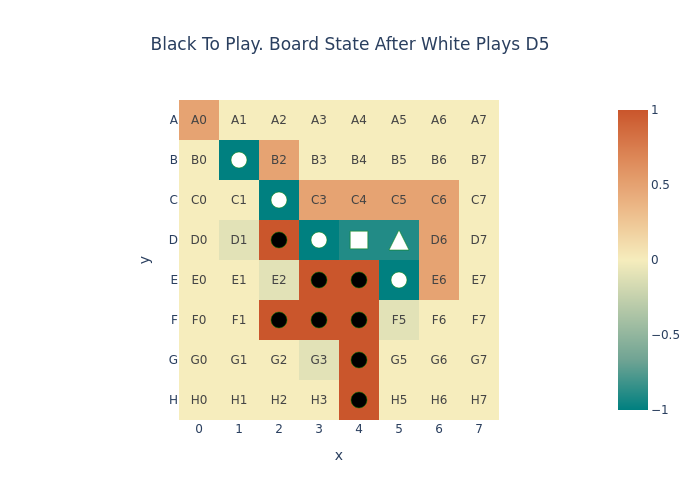 Black To Play. Board State After White Plays D5
A A0 A1 A2 A3 A4 A5 A6 A7
B B0 B2 B3 B4 B5 B6 B7
C C0 C1 C3 C4 C5 C6 C7
D D0 D1 D6 D7
E E0 E1 E2 E6 E7
F F0 F1 F5 F6 F7
G G0 G1 G2 G3 G5 G6 G7
H H0 H1 H2 H3 H5 H6 H7
0 1 2 3 4 5 6 7
x
y
1
0.5
0
−0.5
−1